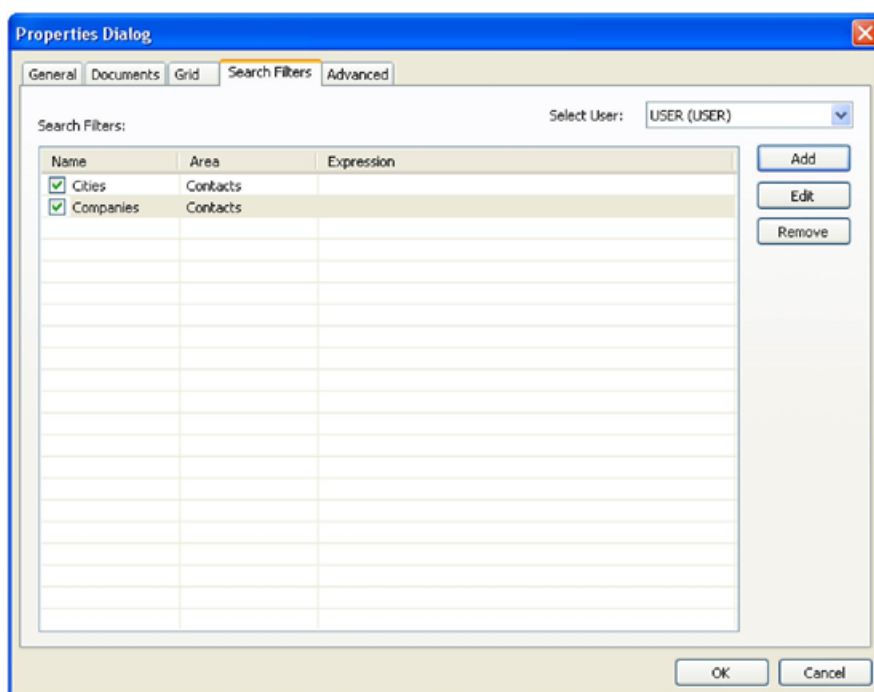 Properties Dialog
General Documents Grid Search Filters Advanced
Select User: USER (USER)
Search Filters:
Name Area Expression
Add
Cities Contacts
Edit
Companies Contacts
Remove
OK Cancel